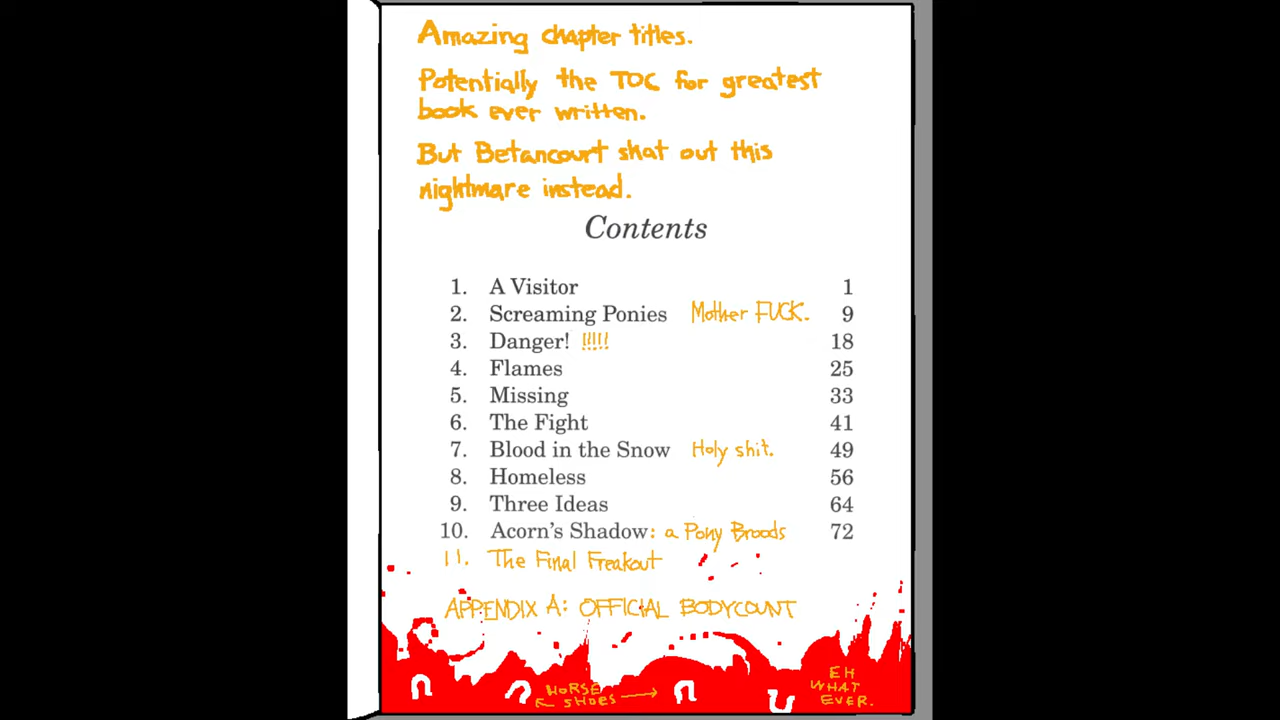 Amazing chapter titles.
Potentially the TOC for greatest
book ever written.
But Betancourt shat out this
nightmare instead.
Contents
1. A Visitor 1
2. Screaming Ponies Mother FUCK. 9
3. Danger! !!!!! 18
4. Flames 25
5. Missing 33
6. The Fight 41
7. Blood in the Snow Holy shit. 49
8. Homeless 56
9. Three Ideas 64
10. Acorn's Shadow: a Pony Broods 72
11. The Final Freakout
APPENDIX A: OFFICIAL BODYCOUNT
HORSE
SHOES
EH
WHAT
EVER.